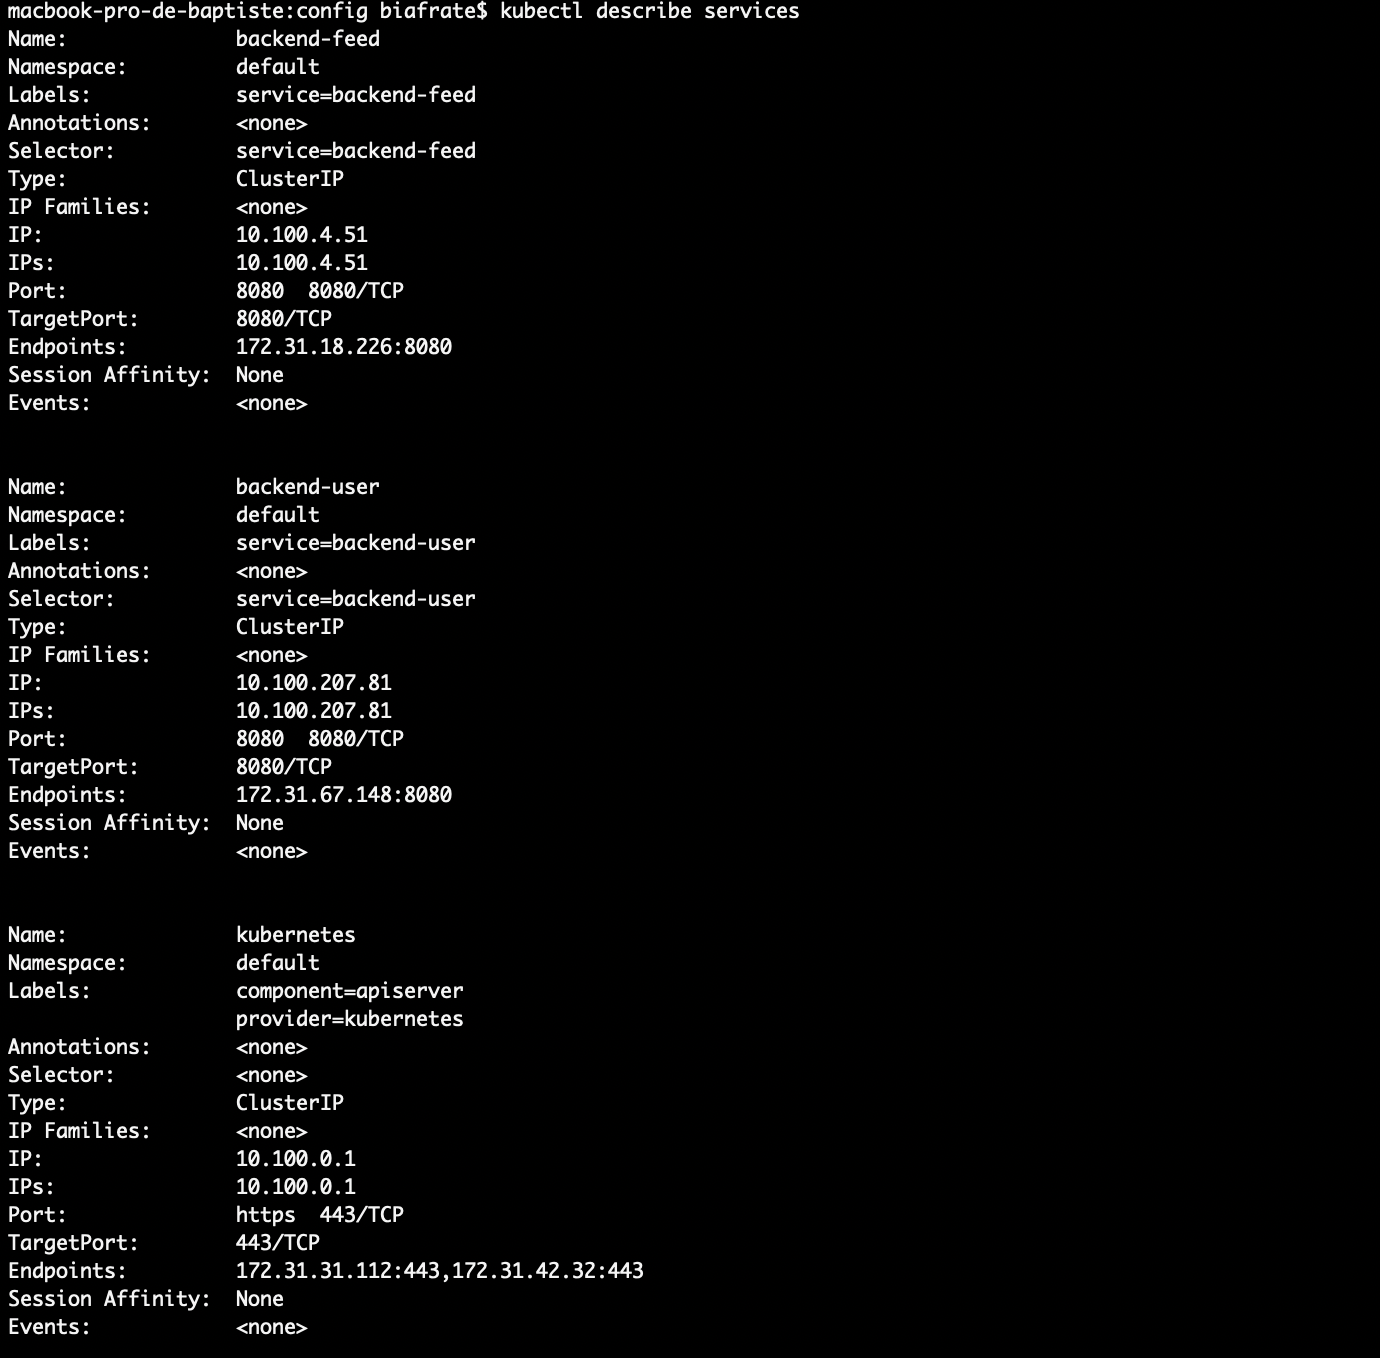 macbook-pro-de-baptiste:config biafrate$ kubectl describe services
Name:              backend-feed
Namespace:         default
Labels:            service=backend-feed
Annotations:       <none>
Selector:          service=backend-feed
Type:              ClusterIP
IP Families:       <none>
IP:                10.100.4.51
IPs:               10.100.4.51
Port:              8080  8080/TCP
TargetPort:        8080/TCP
Endpoints:         172.31.18.226:8080
Session Affinity:  None
Events:            <none>


Name:              backend-user
Namespace:         default
Labels:            service=backend-user
Annotations:       <none>
Selector:          service=backend-user
Type:              ClusterIP
IP Families:       <none>
IP:                10.100.207.81
IPs:               10.100.207.81
Port:              8080  8080/TCP
TargetPort:        8080/TCP
Endpoints:         172.31.67.148:8080
Session Affinity:  None
Events:            <none>


Name:              kubernetes
Namespace:         default
Labels:            component=apiserver
                   provider=kubernetes
Annotations:       <none>
Selector:          <none>
Type:              ClusterIP
IP Families:       <none>
IP:                10.100.0.1
IPs:               10.100.0.1
Port:              https  443/TCP
TargetPort:        443/TCP
Endpoints:         172.31.31.112:443,172.31.42.32:443
Session Affinity:  None
Events:            <none>